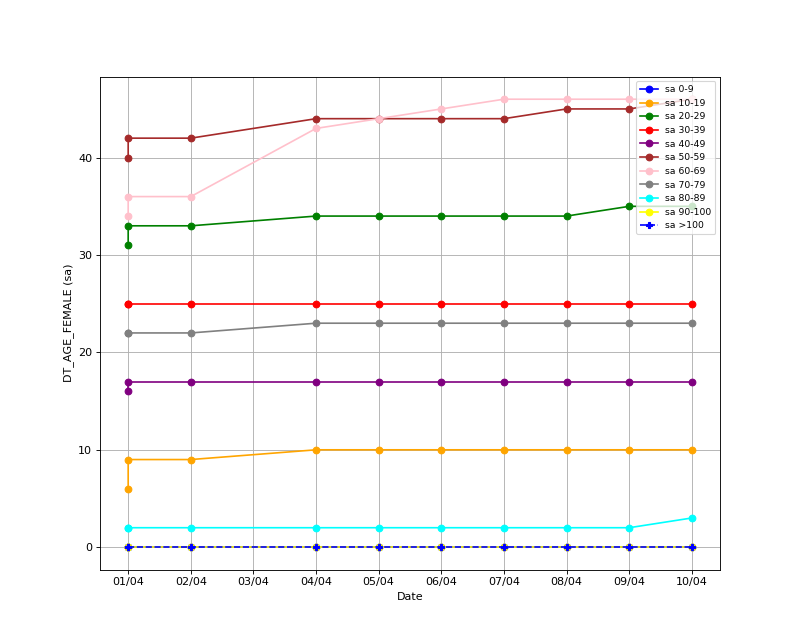 sa 0-9
sa 10-19
sa 20-29
sa 30-39
sa 40-49
sa 50-59
sa 60-69
sa 70-79
sa 80-89
sa 90-100
sa >100
DT_AGE_FEMALE (sa)
40
30
20
10
0
01/04 02/04 03/04 04/04 05/04 06/04 07/04 08/04 09/04 10/04
Date